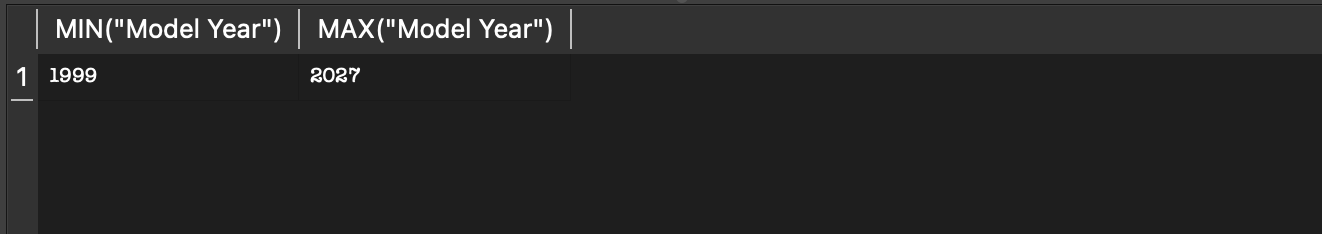 MIN("Model Year") MAX("Model Year")
1 1999 2027